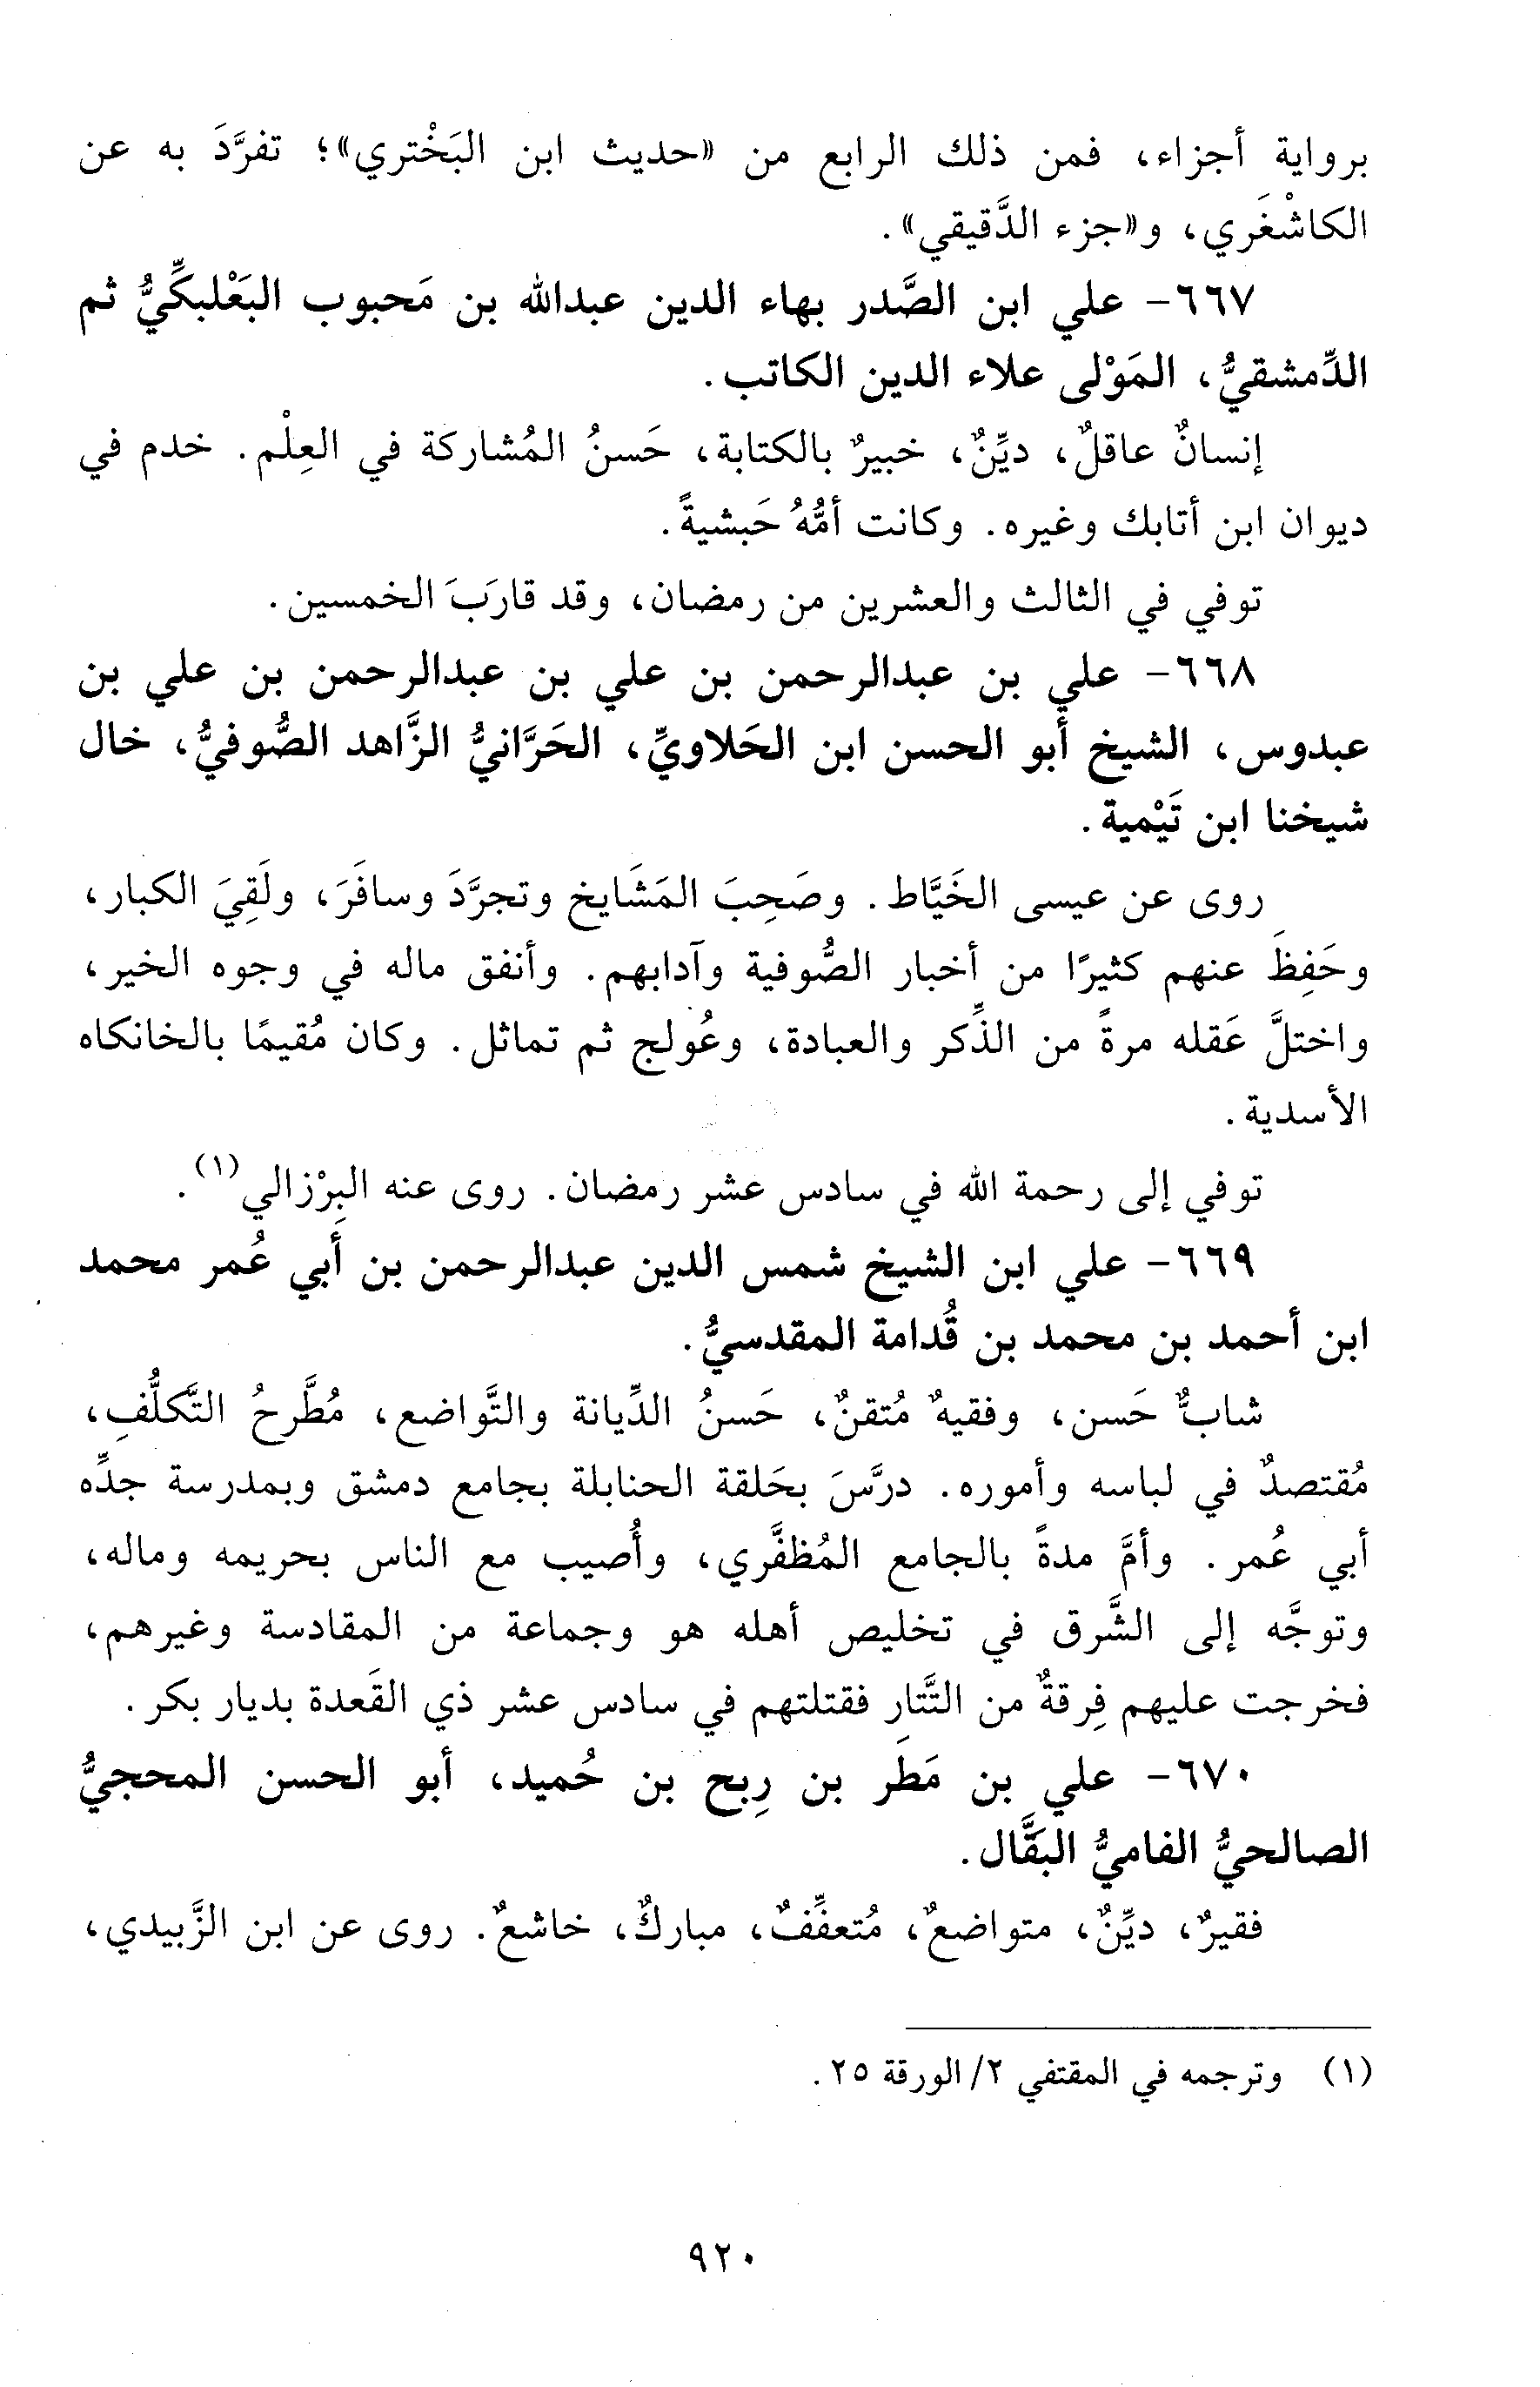 برواية أجزاء، فمن ذلك الرابع من «حديث ابن البَخْتري»؛ تفرَّدَ به عن
الكاشْغَري، و«جزء الدَّقيقي».
٦٦٧- علي ابن الصَّدر بهاء الدين عبدالله بن مَحبوب البَعْلبكِّيُّ ثم
الدِّمشقيُّ، المَوْلى علاء الدين الكاتب.
إنسانٌ عاقلٌ، ديِّنٌ، خبيرٌ بالكتابة، حَسنُ المُشاركة في العِلْم. خدم في
ديوان ابن أتابك وغيره. وكانت أمُّهُ حَبشيةً.
توفي في الثالث والعشرين من رمضان، وقد قارَبَ الخمسين.
٦٦٨- علي بن عبدالرحمن بن علي بن عبدالرحمن بن علي بن
عبدوس، الشيخ أبو الحسن ابن الحَلاويِّ، الحَرَّانيُّ الزَّاهد الصُّوفيُّ، خال
شيخنا ابن تَيْمية.
روى عن عيسى الخَيَّاط. وصَحِبَ المَشَايخ وتجرَّدَ وسافَرَ، ولَقِيَ الكبار،
وحَفِظَ عنهم كثيرًا من أخبار الصُّوفية وآدابهم. وأنفق ماله في وجوه الخير،
واختلَّ عَقله مرةً من الذِّكر والعبادة، وعُولج ثم تماثل. وكان مُقيمًا بالخانكاه
الأسدية.
توفي إلى رحمة الله في سادس عشر رمضان. روى عنه البِرْزالي(١).
٦٦٩- علي ابن الشيخ شمس الدين عبدالرحمن بن أَبي عُمر محمد
ابن أحمد بن محمد بن قُدامة المقدسيُّ.
شابٌّ حَسن، وفقيهٌ مُتقنٌ، حَسنُ الدِّيانة والتَّواضع، مُطَّرحُ التَّكلُّفِ،
مُقتصدٌ في لباسه وأموره. درَّسَ بحَلقة الحنابلة بجامع دمشق وبمدرسة جدِّه
أبي عُمر. وأمَّ مدةً بالجامع المُظفَّري، وأُصيب مع الناس بحريمه وماله،
وتوجَّه إلى الشَّرق في تخليص أهله هو وجماعة من المقادسة وغيرهم،
فخرجت عليهم فِرقةٌ من التَّتارِ فقتلتهم في سادس عشر ذي القَعدة بديار بكر.
٦٧٠- علي بن مَطَر بن رِبح بن حُميد، أبو الحسن المحجيُّ
الصالحيُّ الفاميُّ البَقَّال.
فقيرٌ، ديِّنٌ، متواضعٌ، مُتعفِّفٌ، مباركٌ، خاشعٌ. روى عن ابن الزَّبيدي،
(١) وترجمه في المقتفي ٢/ الورقة ٢٥.
٩٢٠